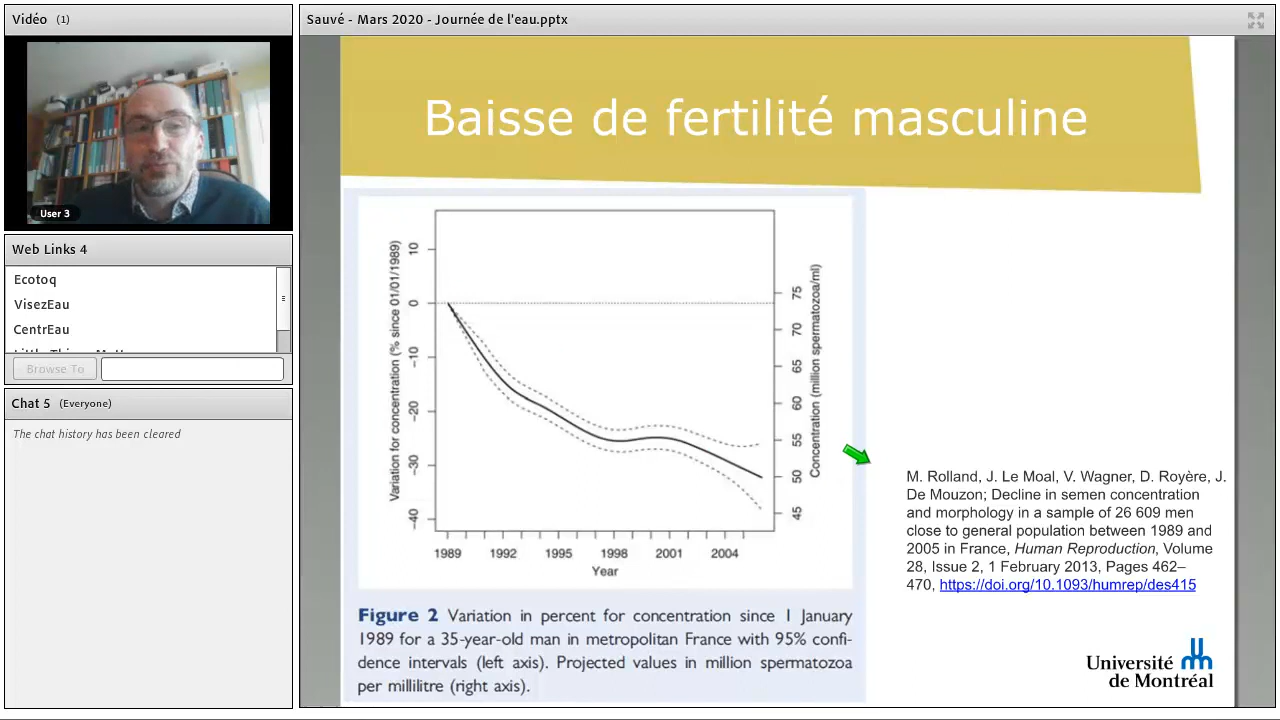 Vidéo (1)
User 3
Web Links 4
Ecotoq
VisezEau
CentrEau
Browse To
Chat 5 (Everyone)
The chat history has been cleared
Sauvé - Mars 2020 - Journée de l'eau.pptx
Baisse de fertilité masculine
Variation for concentration (% since 01/01/1989)
10
0
-10
-20
-30
-40
1989 1992 1995 1998 2001 2004
Year
75
70
65
60
55
50
45
Concentration (million spermatozoa/ml)
Figure 2 Variation in percent for concentration since 1 January
1989 for a 35-year-old man in metropolitan France with 95% confi-
dence intervals (left axis). Projected values in million spermatozoa
per millilitre (right axis).
M. Rolland, J. Le Moal, V. Wagner, D. Royère, J.
De Mouzon; Decline in semen concentration
and morphology in a sample of 26 609 men
close to general population between 1989 and
2005 in France, Human Reproduction, Volume
28, Issue 2, 1 February 2013, Pages 462–
470, https://doi.org/10.1093/humrep/des415
Université
de Montréal